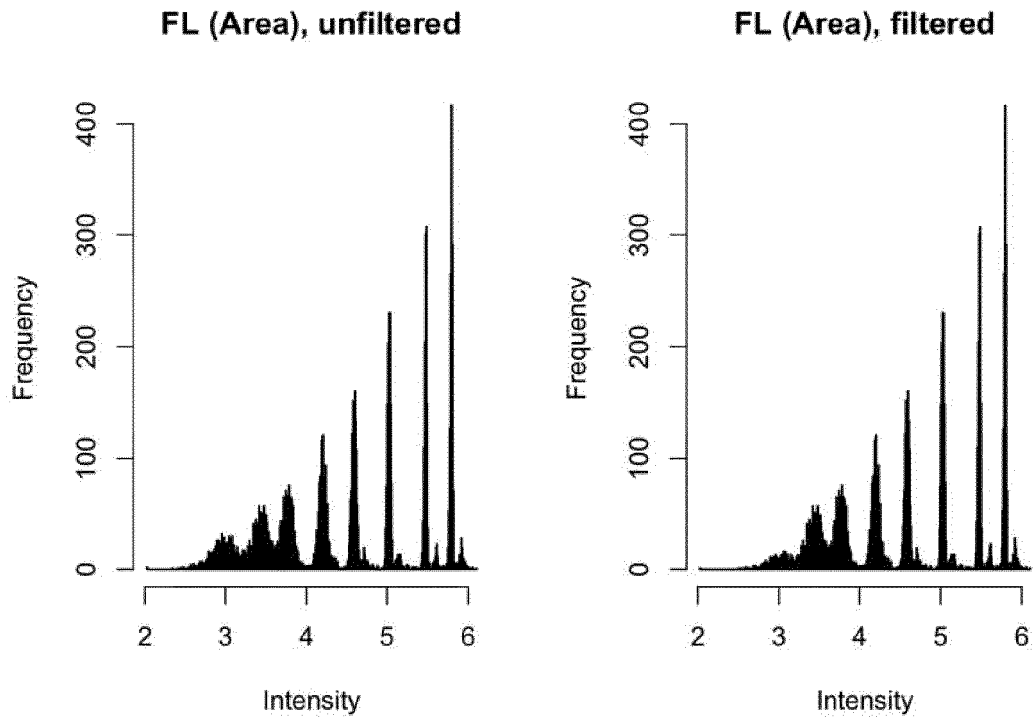 FL (Area), unfiltered
Frequency
400
300
200
100
0
2 3 4 5 6
Intensity
FL (Area), filtered
Frequency
400
300
200
100
0
2 3 4 5 6
Intensity